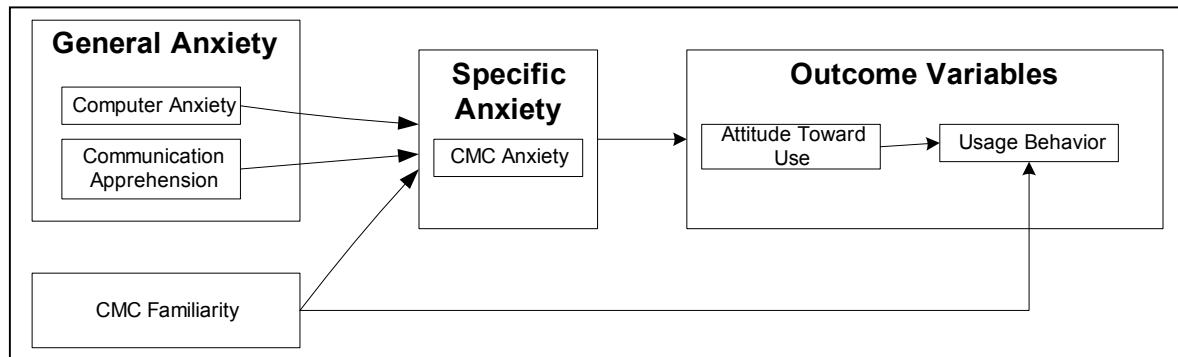 General Anxiety
Computer Anxiety
Communication
Apprehension
CMC Familiarity
Specific
Anxiety
CMC Anxiety
Outcome Variables
Attitude Toward
Use
Usage Behavior